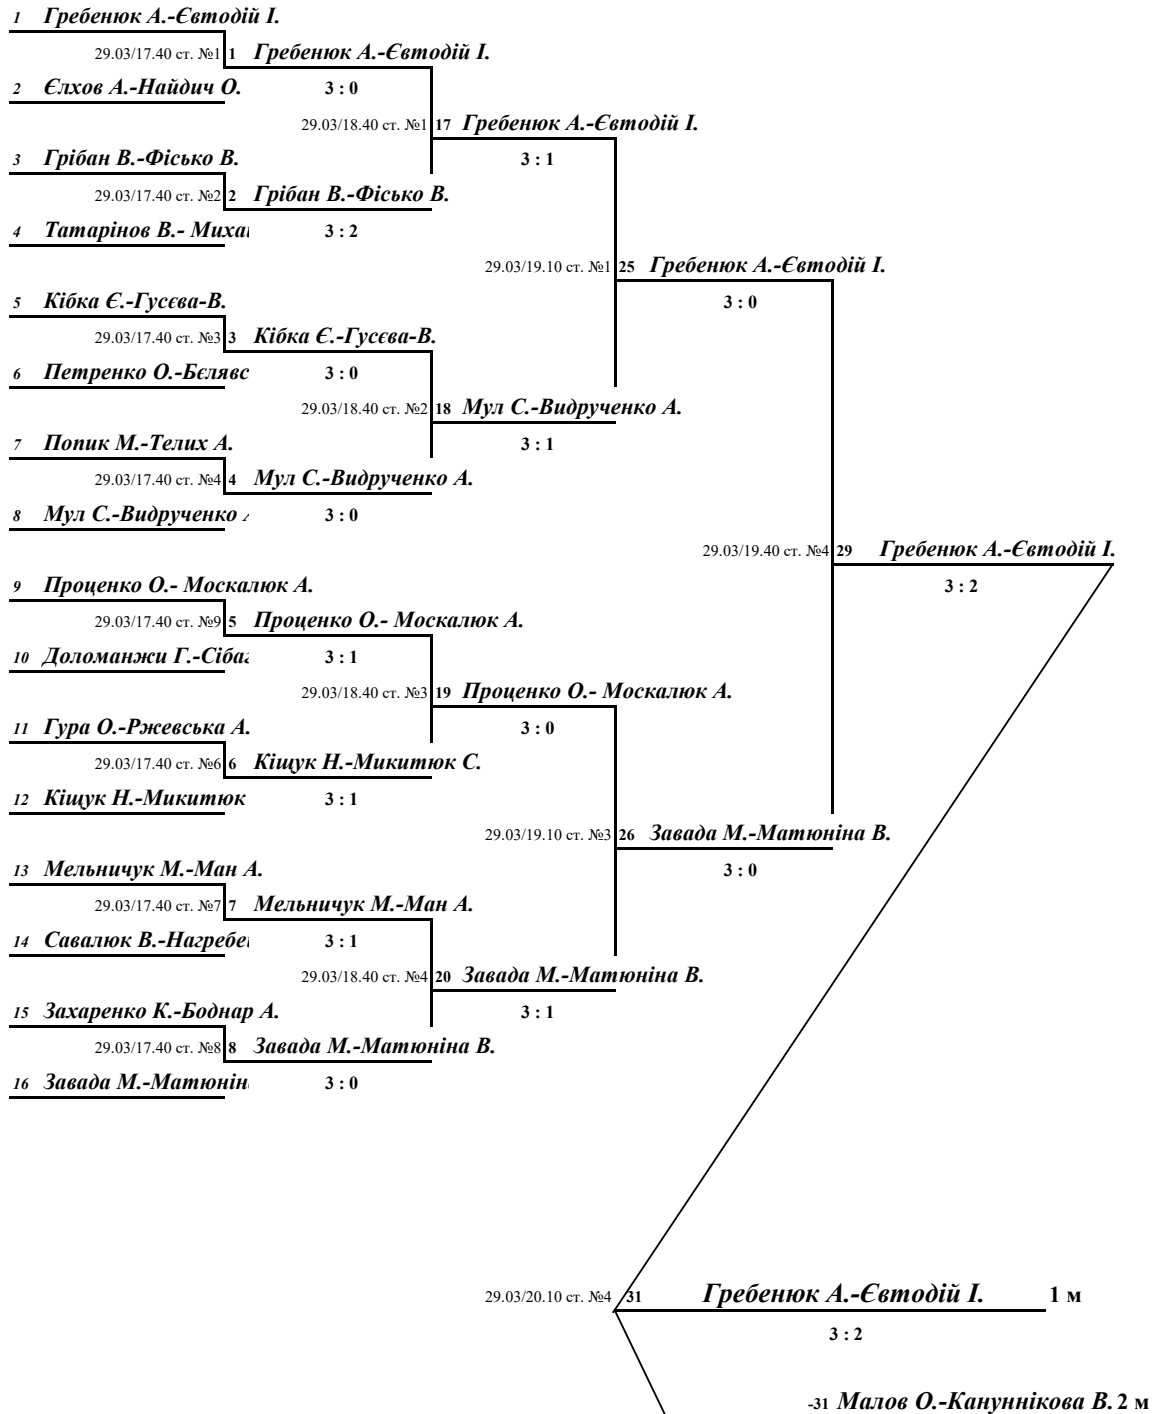 1 Гребенюк А.-Євтодій І.
29.03/17.40 ст. №1 1 Гребенюк А.-Євтодій І.
2 Єлхов А.-Найдич О. 3 : 0
29.03/18.40 ст. №1 17 Гребенюк А.-Євтодій І.
3 Грібан В.-Фісько В. 3 : 1
29.03/17.40 ст. №2 2 Грібан В.-Фісько В.
4 Татарінов В.- Миха 3 : 2
29.03/19.10 ст. №1 25 Гребенюк А.-Євтодій І.
5 Кібка Є.-Гусєва-В. 3 : 0
29.03/17.40 ст. №3 3 Кібка Є.-Гусєва-В.
6 Петренко О.-Бєлявс 3 : 0
29.03/18.40 ст. №2 18 Мул С.-Видрученко А.
7 Попик М.-Телих А. 3 : 1
29.03/17.40 ст. №4 4 Мул С.-Видрученко А.
8 Мул С.-Видрученко 3 : 0
29.03/19.40 ст. №4 29 Гребенюк А.-Євтодій І.
9 Проценко О.- Москалюк А. 3 : 2
29.03/17.40 ст. №9 5 Проценко О.- Москалюк А.
10 Доломанжи Г.-Сіба 3 : 1
29.03/18.40 ст. №3 19 Проценко О.- Москалюк А.
11 Гура О.-Ржевська А. 3 : 0
29.03/17.40 ст. №6 6 Кіщук Н.-Микитюк С.
12 Кіщук Н.-Микитюк 3 : 1
29.03/19.10 ст. №3 26 Завада М.-Матюніна В.
13 Мельничук М.-Ман А. 3 : 0
29.03/17.40 ст. №7 7 Мельничук М.-Ман А.
14 Савалюк В.-Нагребе 3 : 1
29.03/18.40 ст. №4 20 Завада М.-Матюніна В.
15 Захаренко К.-Боднар А. 3 : 1
29.03/17.40 ст. №8 8 Завада М.-Матюніна В.
16 Завада М.-Матюнін 3 : 0
29.03/20.10 ст. №4 31 Гребенюк А.-Євтодій І. 1 м
3 : 2
-31 Малов О.-Кануннікова В. 2 м